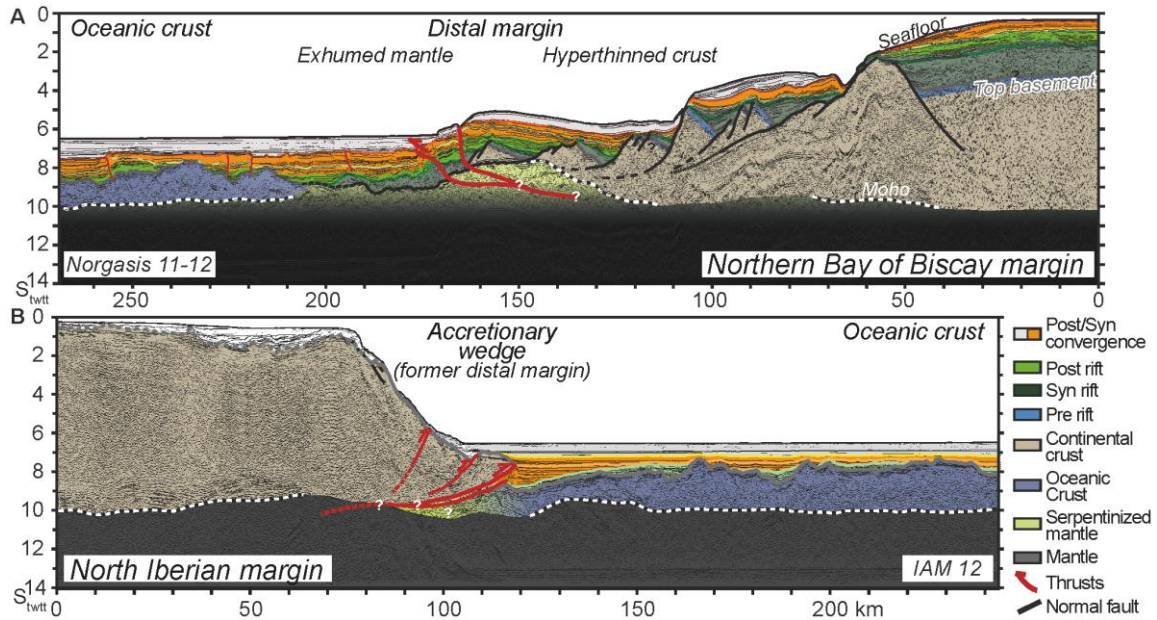 A
0
2
4
6
8
10
12
14
S twtt
Oceanic crust
Distal margin
Exhumed mantle
Hyperthinned crust
Seafloor
Top basement
Moho
?
?
Norgasis 11-12
Northern Bay of Biscay margin
250
200
150
100
50
0
B
0
2
4
6
8
10
12
14
S twtt
Accretionary
wedge
(former distal margin)
Oceanic crust
?
?
?
North Iberian margin
IAM 12
0
50
100
150
200 km
Post/Syn
convergence
Post rift
Syn rift
Pre rift
Continental
crust
Oceanic
Crust
Serpentinized
mantle
Mantle
Thrusts
Normal fault